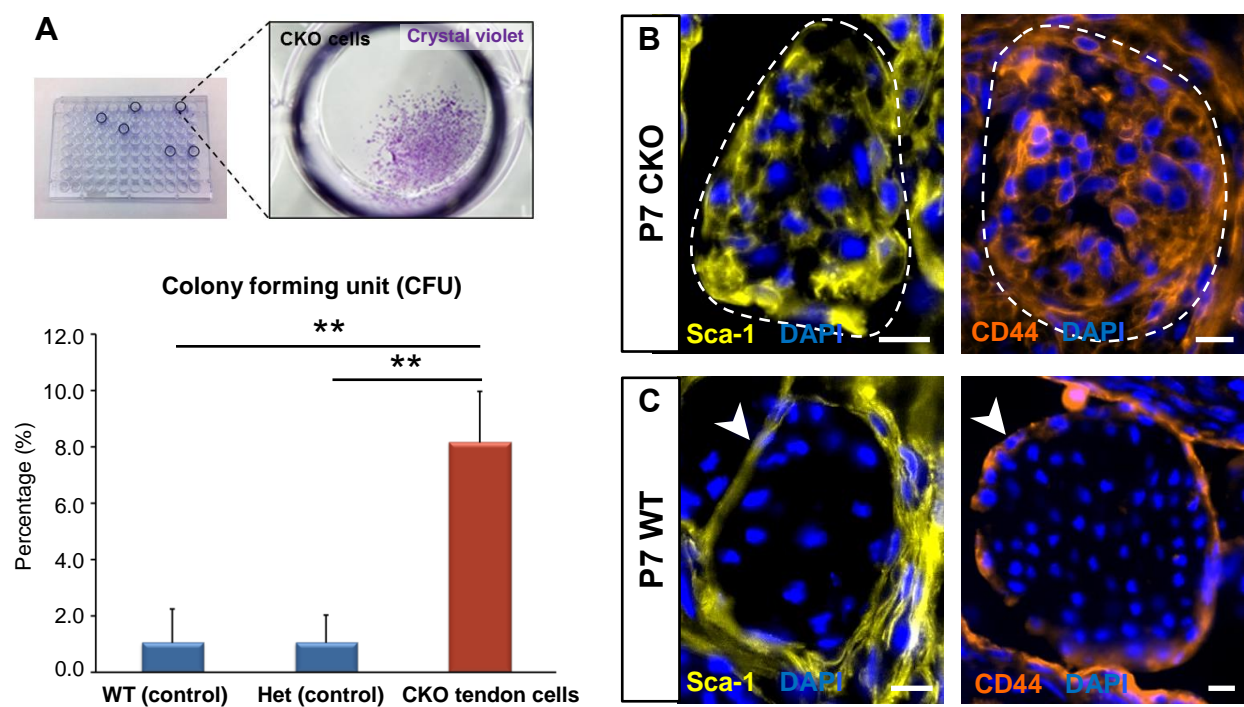 A
CKO cells
Crystal violet
Colony forming unit (CFU)
Percentage (%)
12.0
10.0
8.0
6.0
4.0
2.0
0.0
**
**
WT (control)
Het (control)
CKO tendon cells
B
P7 CKO
Sca-1 DAPI
CD44 DAPI
C
P7 WT
Sca-1 DAPI
CD44 DAPI